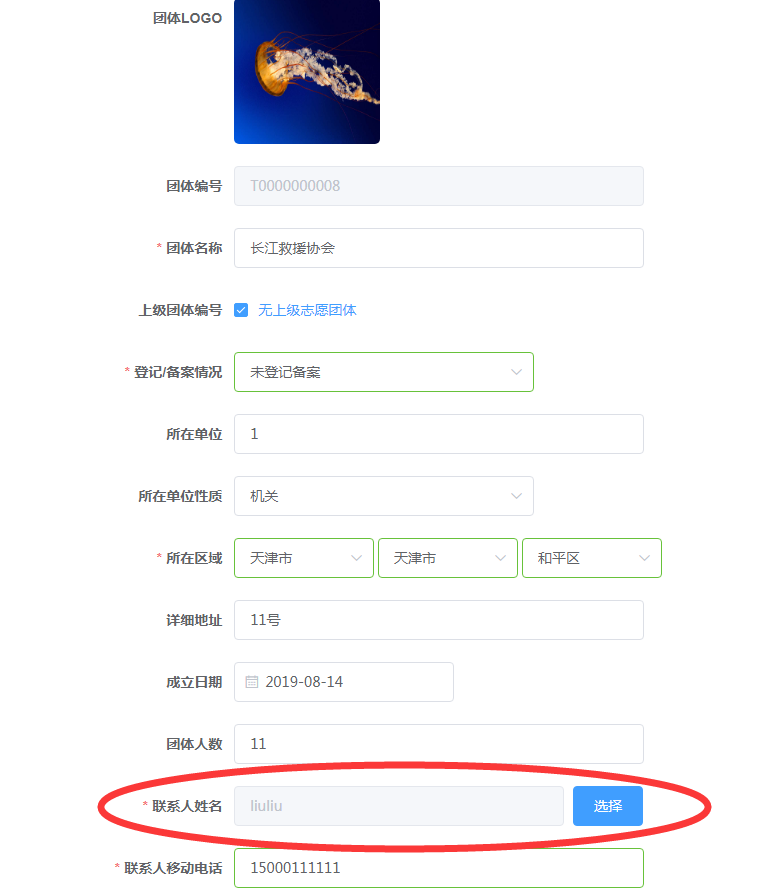 团体LOGO
团体编号 T0000000008
* 团体名称 长江救援协会
上级团体编号 无上级志愿团体
* 登记/备案情况 未登记备案
所在单位 1
所在单位性质 机关
* 所在区域 天津市 天津市 和平区
详细地址 11号
成立日期 2019-08-14
团体人数 11
* 联系人姓名 liuliu 选择
* 联系人移动电话 15000111111